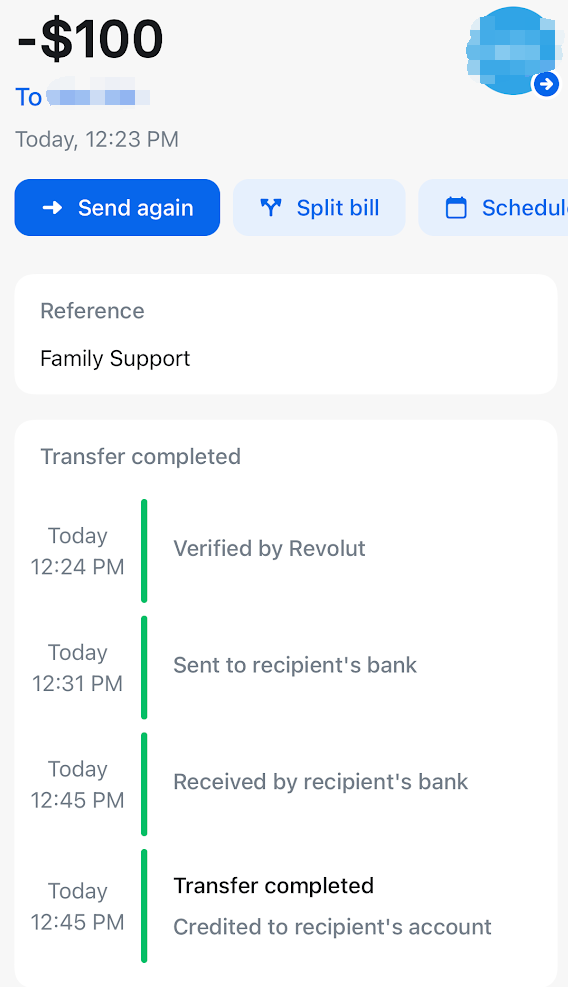 -$100
To
Today, 12:23 PM
Send again
Split bill
Schedul
Reference
Family Support
Transfer completed
Today
12:24 PM
Verified by Revolut
Today
12:31 PM
Sent to recipient's bank
Today
12:45 PM
Received by recipient's bank
Today
12:45 PM
Transfer completed
Credited to recipient's account